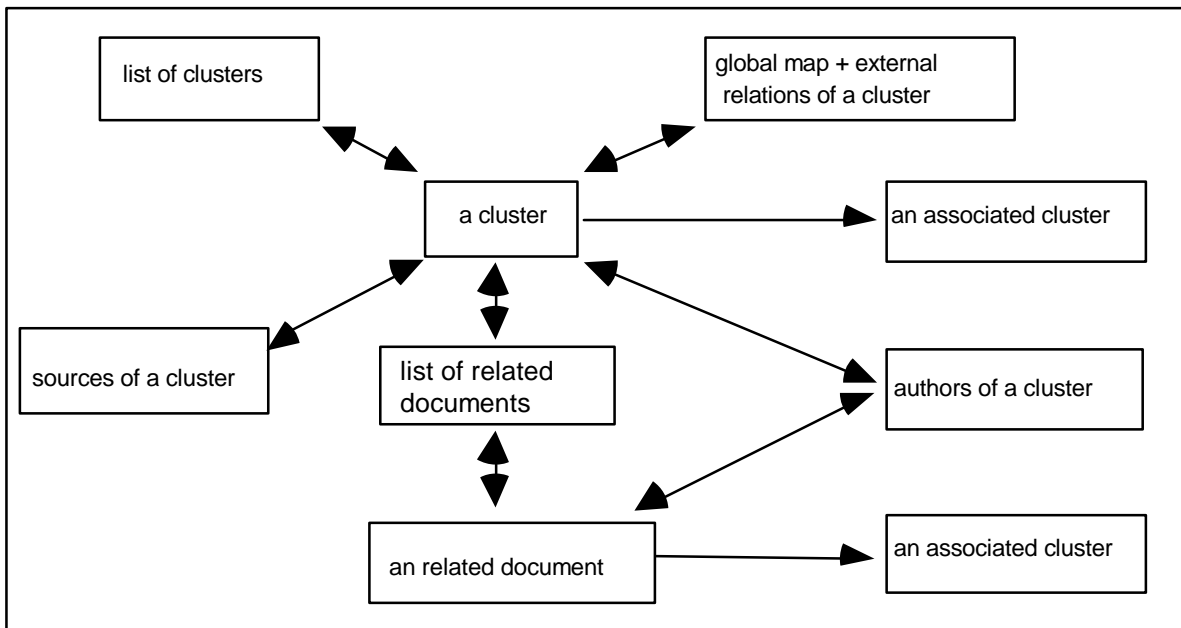 list of clusters
global map + external
relations of a cluster
a cluster
an associated cluster
sources of a cluster
list of related
documents
authors of a cluster
an related document
an associated cluster